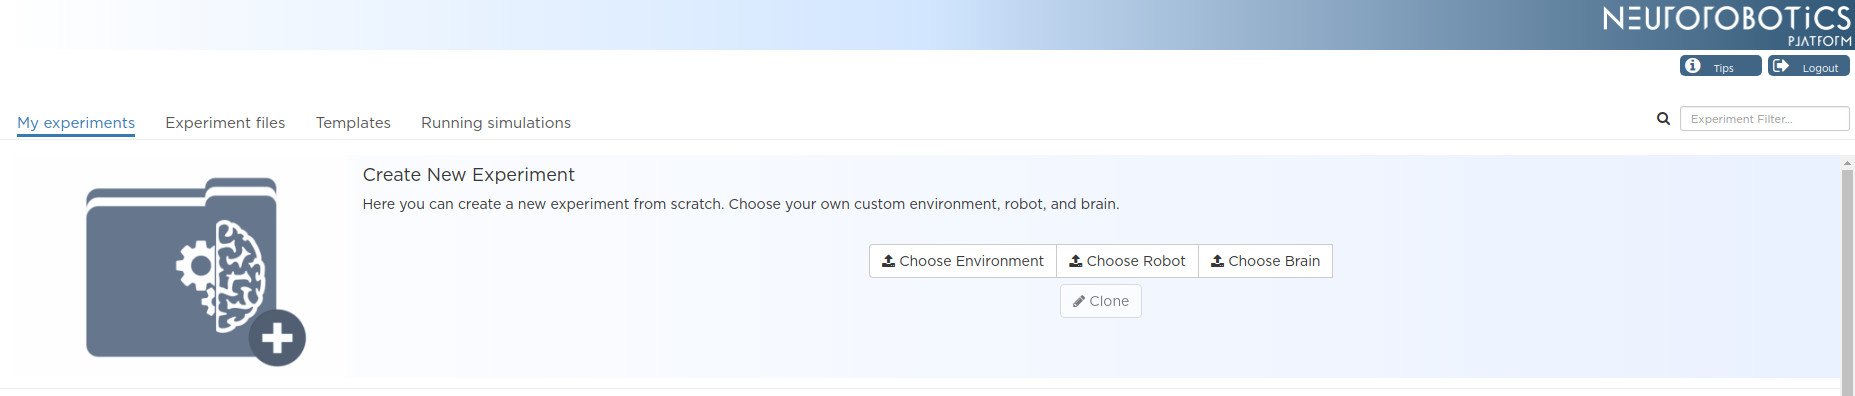 NEUROROBOTICS
PLATFORM
Tips
Logout
My experiments
Experiment files
Templates
Running simulations
Experiment Filter...
Create New Experiment
Here you can create a new experiment from scratch. Choose your own custom environment, robot, and brain.
Choose Environment
Choose Robot
Choose Brain
Clone